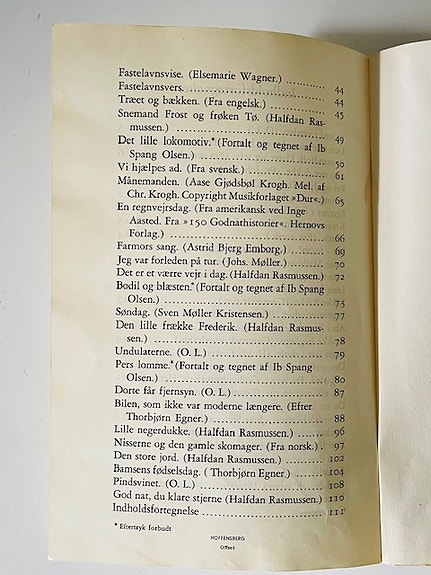 Fastelavnsvise. (Elsemarie Wagner.) .............. 44
Fastelavnsvers. .............. 44
Træet og bækken. (Fra engelsk.) .............. 45
Snemand Frost og frøken Tø. (Halfdan Ras-
mussen.) .............. 49
Det lille lokomotiv.* (Fortalt og tegnet af Ib
Spang Olsen.) .............. 50
Vi hjælpes ad. (Fra svensk.) .............. 61
Månemanden. (Aase Gjødsbøl Krogh. Mel. af
Chr. Krogh. Copyright Musikforlaget »Dur«.) 65
En regnvejrsdag. (Fra amerikansk ved Inge
Aasted. Fra »150 Godnathistorier«. Hernovs
Forlag.) .............. 66
Farmors sang. (Astrid Bjerg Emborg.) .............. 69
Jeg var forleden på tur. (Johs. Møller.) .............. 70
Det er et værre vejr i dag. (Halfdan Rasmussen.) 72
Bodil og blæsten.* (Fortalt og tegnet af Ib Spang
Olsen.) .............. 73
Søndag. (Sven Møller Kristensen.) .............. 77
Den lille frække Frederik. (Halfdan Rasmus-
sen.) .............. 78
Undulaterne. (O. L.) .............. 79
Pers lomme.* (Fortalt og tegnet af Ib Spang
Olsen.) .............. 80
Dorte får fjernsyn. (O. L.) .............. 87
Bilen, som ikke var moderne længere. (Efter
Thorbjørn Egner.) .............. 88
Lille negerdukke. (Halfdan Rasmussen.) .............. 96
Nisserne og den gamle skomager. (Fra norsk.) . 97
Den store jord. (Halfdan Rasmussen.) .............. 102
Bamsens fødselsdag. ( Thorbjørn Egner.) .............. 104
Pindsvinet. (O. L.) .............. 108
God nat, du klare stjerne (Halfdan Rasmussen.) 110
Indholdsfortegnelse .............. 111
* Eftertryk forbudt
HOFFENSBERG
Offset